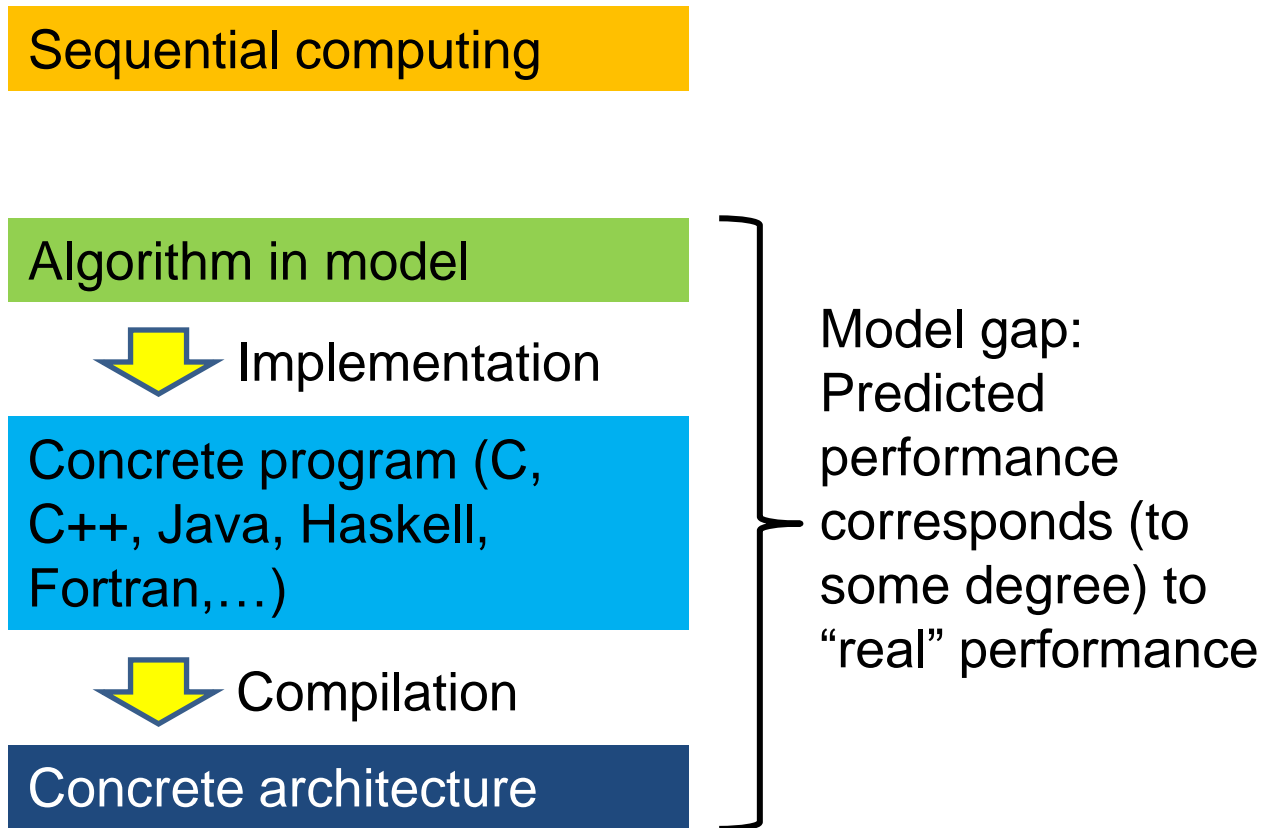 Sequential computing
Algorithm in model
Implementation
Concrete program (C,
C++, Java, Haskell,
Fortran,…)
Compilation
Concrete architecture
Model gap:
Predicted
performance
corresponds (to
some degree) to
“real” performance